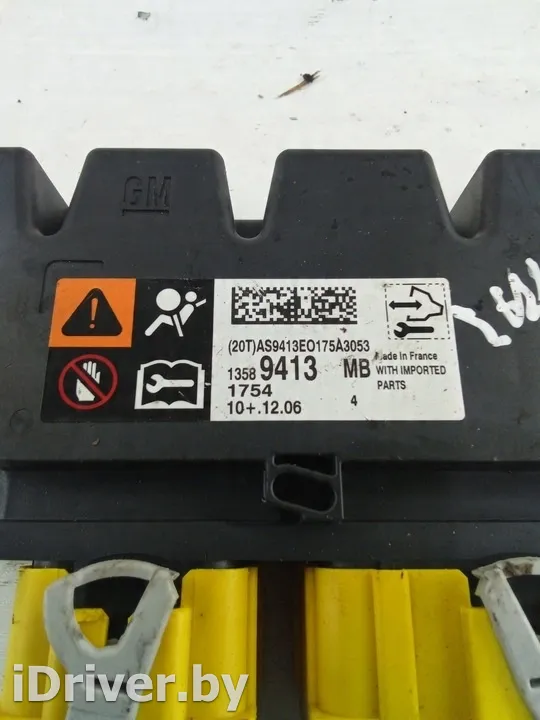 GM
(20T)AS9413EO175A3053
1358 9413 MB
1754
10+.12.06 4
Made in France
WITH IMPORTED
PARTS
iDriver.by